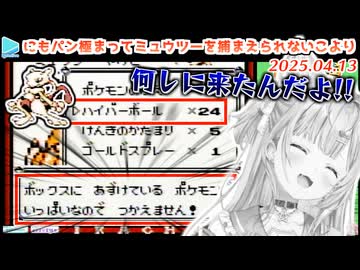 にもパン極まってミュウツーを捕まえられないこより
2025.04.13
何しに来たんだよ!!
ポケモン
▷ハイパーボール ×24
げんきのかたまり × 5
ゴールドスプレー × 1
ボックスに あずけている ポケモン
いっぱいなので つかえません!